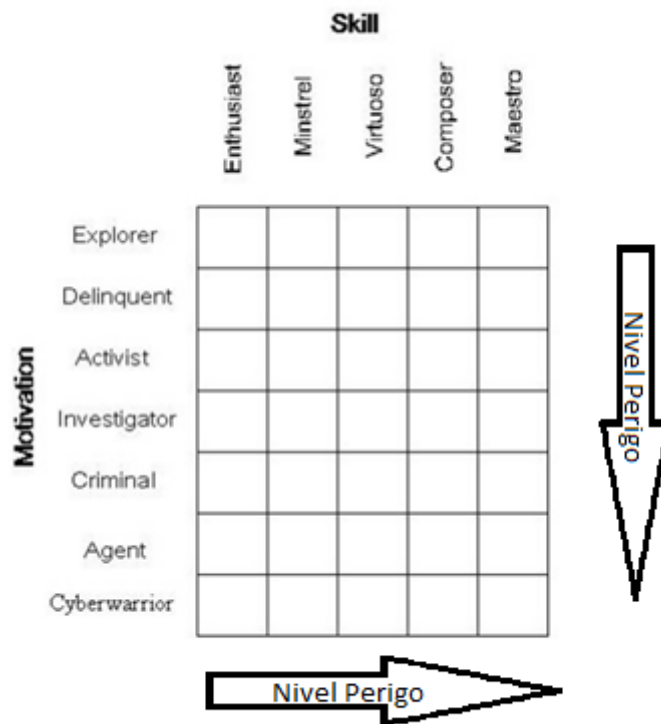 Skill
Enthusiast
Minstrel
Virtuoso
Composer
Maestro
Motivation
Explorer
Delinquent
Activist
Investigator
Criminal
Agent
Cyberwarrior
Nivel Perigo
Nivel Perigo